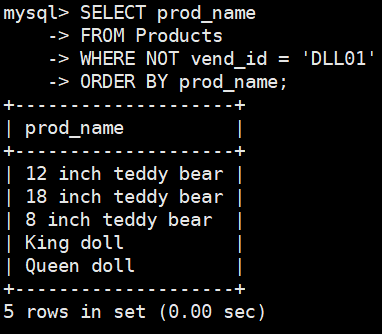 mysql> SELECT prod_name
    -> FROM Products
    -> WHERE NOT vend_id = 'DLL01'
    -> ORDER BY prod_name;
+--------------------+
| prod_name          |
+--------------------+
| 12 inch teddy bear |
| 18 inch teddy bear |
| 8 inch teddy bear  |
| King doll          |
| Queen doll         |
+--------------------+
5 rows in set (0.00 sec)